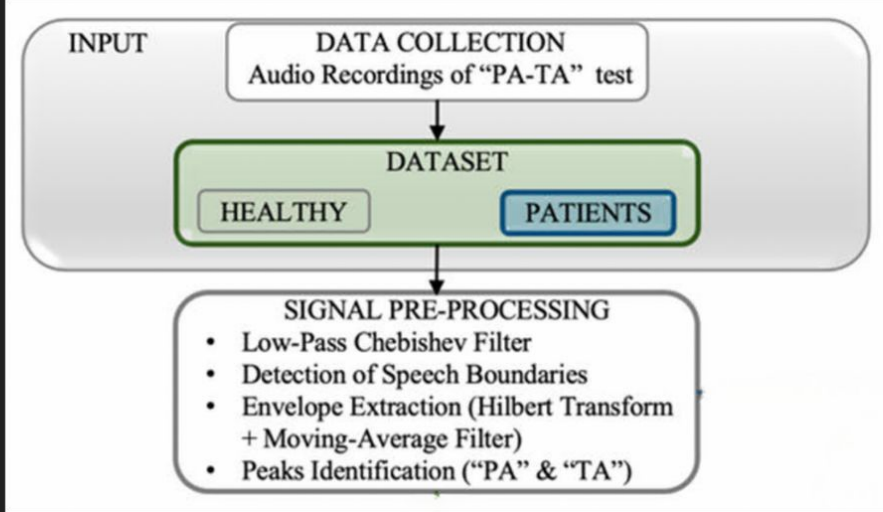 INPUT
DATA COLLECTION
Audio Recordings of “PA-TA” test
DATASET
HEALTHY
PATIENTS
SIGNAL PRE-PROCESSING
• Low-Pass Chebishev Filter
• Detection of Speech Boundaries
• Envelope Extraction (Hilbert Transform
+ Moving-Average Filter)
• Peaks Identification (“PA” & “TA”)